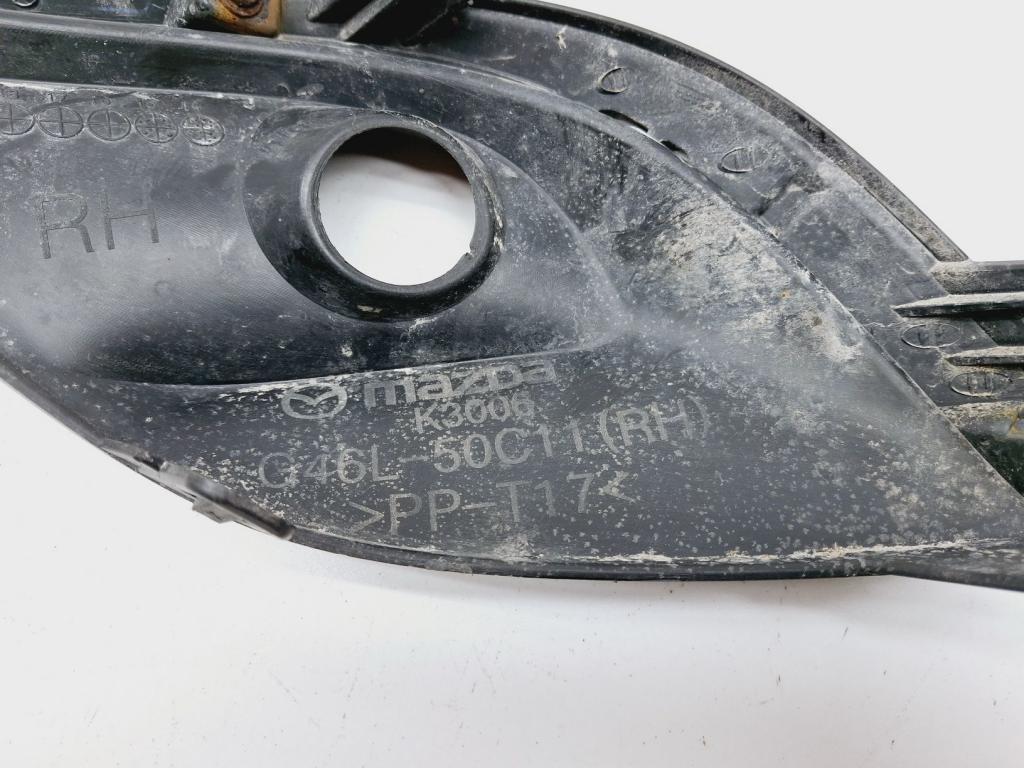 RH
mazda
K3006
G46L-50C11(RH)
>PP-T17<